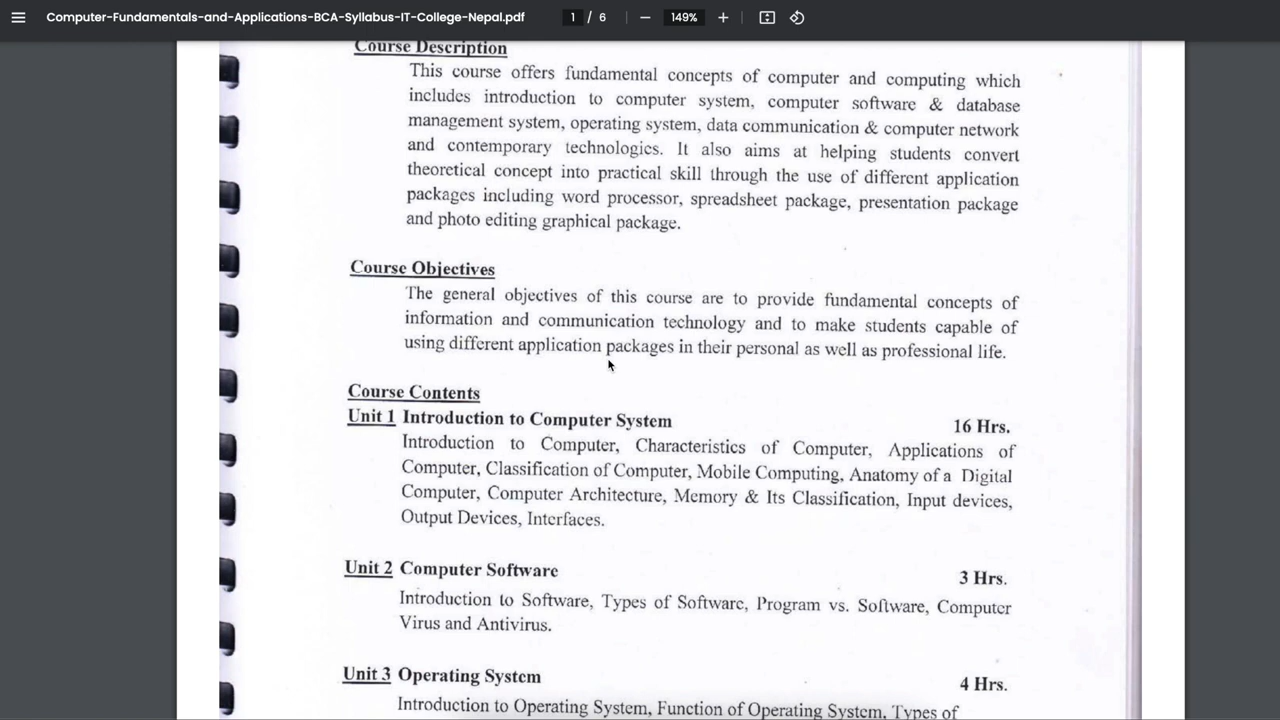 Computer-Fundamentals-and-Applications-BCA-Syllabus-IT-College-Nepal.pdf 1 / 6 149%
Course Description
This course offers fundamental concepts of computer and computing which
includes introduction to computer system, computer software & database
management system, operating system, data communication & computer network
and contemporary technologies. It also aims at helping students convert
theoretical concept into practical skill through the use of different application
packages including word processor, spreadsheet package, presentation package
and photo editing graphical package.
Course Objectives
The general objectives of this course are to provide fundamental concepts of
information and communication technology and to make students capable of
using different application packages in their personal as well as professional life.
Course Contents
Unit 1 Introduction to Computer System 16 Hrs.
Introduction to Computer, Characteristics of Computer, Applications of
Computer, Classification of Computer, Mobile Computing, Anatomy of a Digital
Computer, Computer Architecture, Memory & Its Classification, Input devices,
Output Devices, Interfaces.
Unit 2 Computer Software 3 Hrs.
Introduction to Software, Types of Software, Program vs. Software, Computer
Virus and Antivirus.
Unit 3 Operating System 4 Hrs.
Introduction to Operating System, Function of Operating System, Types of